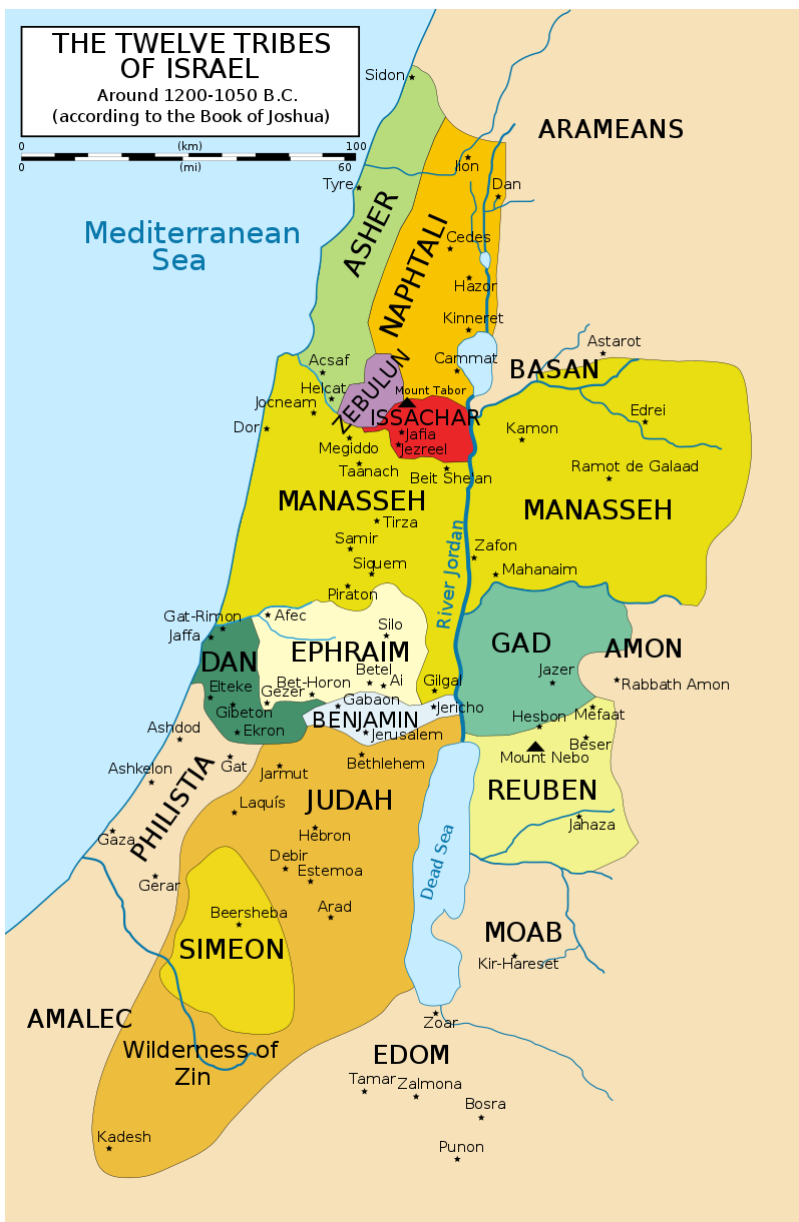 THE TWELVE TRIBES
OF ISRAEL
Around 1200-1050 B.C.
(according to the Book of Joshua)
0 (km) 100
0 (mi) 60
Sidon
ARAMEANS
Ijon
Tyre
Dan
ASHER
Mediterranean
Sea
NAPHTALI
Cedes
Hazor
Kinneret
Astarot
Acsaf
Cammat
BASAN
Helcat
ZEBULUN
Mount Tabor
Jocneam
ISSACHAR
Edrei
Dor
Jafia
Kamon
Megiddo
Jezreel
Taanach
Beit She'an
Ramot de Galaad
MANASSEH
MANASSEH
Tirza
Samir
River Jordan
Zafon
Siquem
Mahanaim
Piraton
Gat-Rimon
Afec
Jaffa
Silo
GAD
AMON
DAN
EPHRAIM
Betel
Jazer
Elteke
Bet-Horon
Ai
Gilgal
Rabbath Amon
Gezer
Gabaon
Jericho
Gibeton
BENJAMIN
Hesbon
Mefaat
Ashdod
Ekron
Jerusalem
Beser
Gat
Bethlehem
Mount Nebo
Ashkelon
Jarmut
PHILISTIA
JUDAH
REUBEN
Laquís
Jahaza
Gaza
Hebron
Dead Sea
Debir
Gerar
Estemoa
Beersheba
Arad
SIMEON
MOAB
Kir-Hareset
AMALEC
Zoar
Wilderness of
Zin
EDOM
Tamar
Zalmona
Bosra
Kadesh
Punon